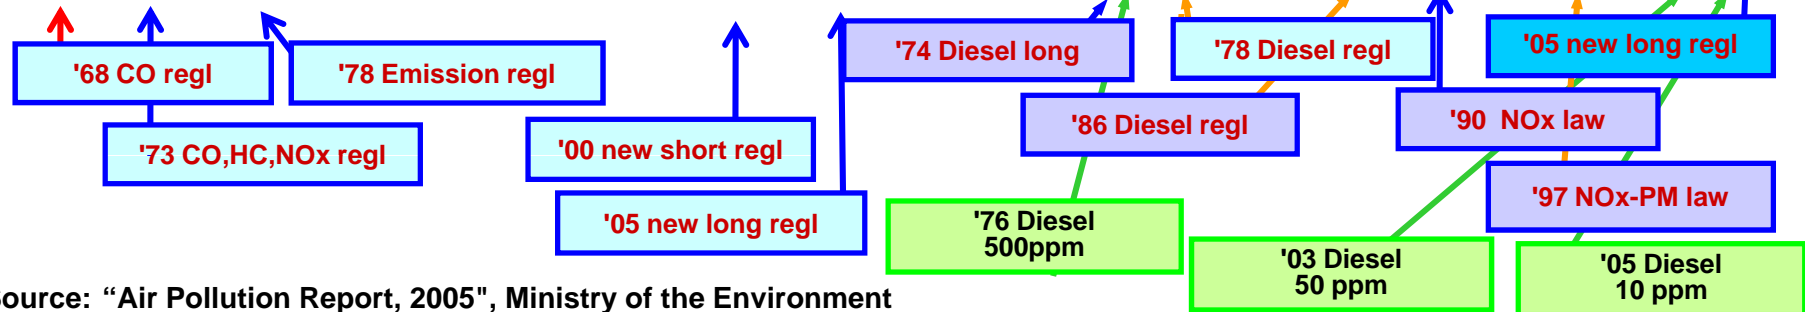 '74 Diesel long
'78 Diesel regl
'05 new long regl
'68 CO regl
'78 Emission regl
'86 Diesel regl
'90 NOx law
'73 CO,HC,NOx regl
'00 new short regl
'97 NOx-PM law
'05 new long regl
'76 Diesel
500ppm
'03 Diesel
50 ppm
'05 Diesel
10 ppm
Source: “Air Pollution Report, 2005", Ministry of the Environment